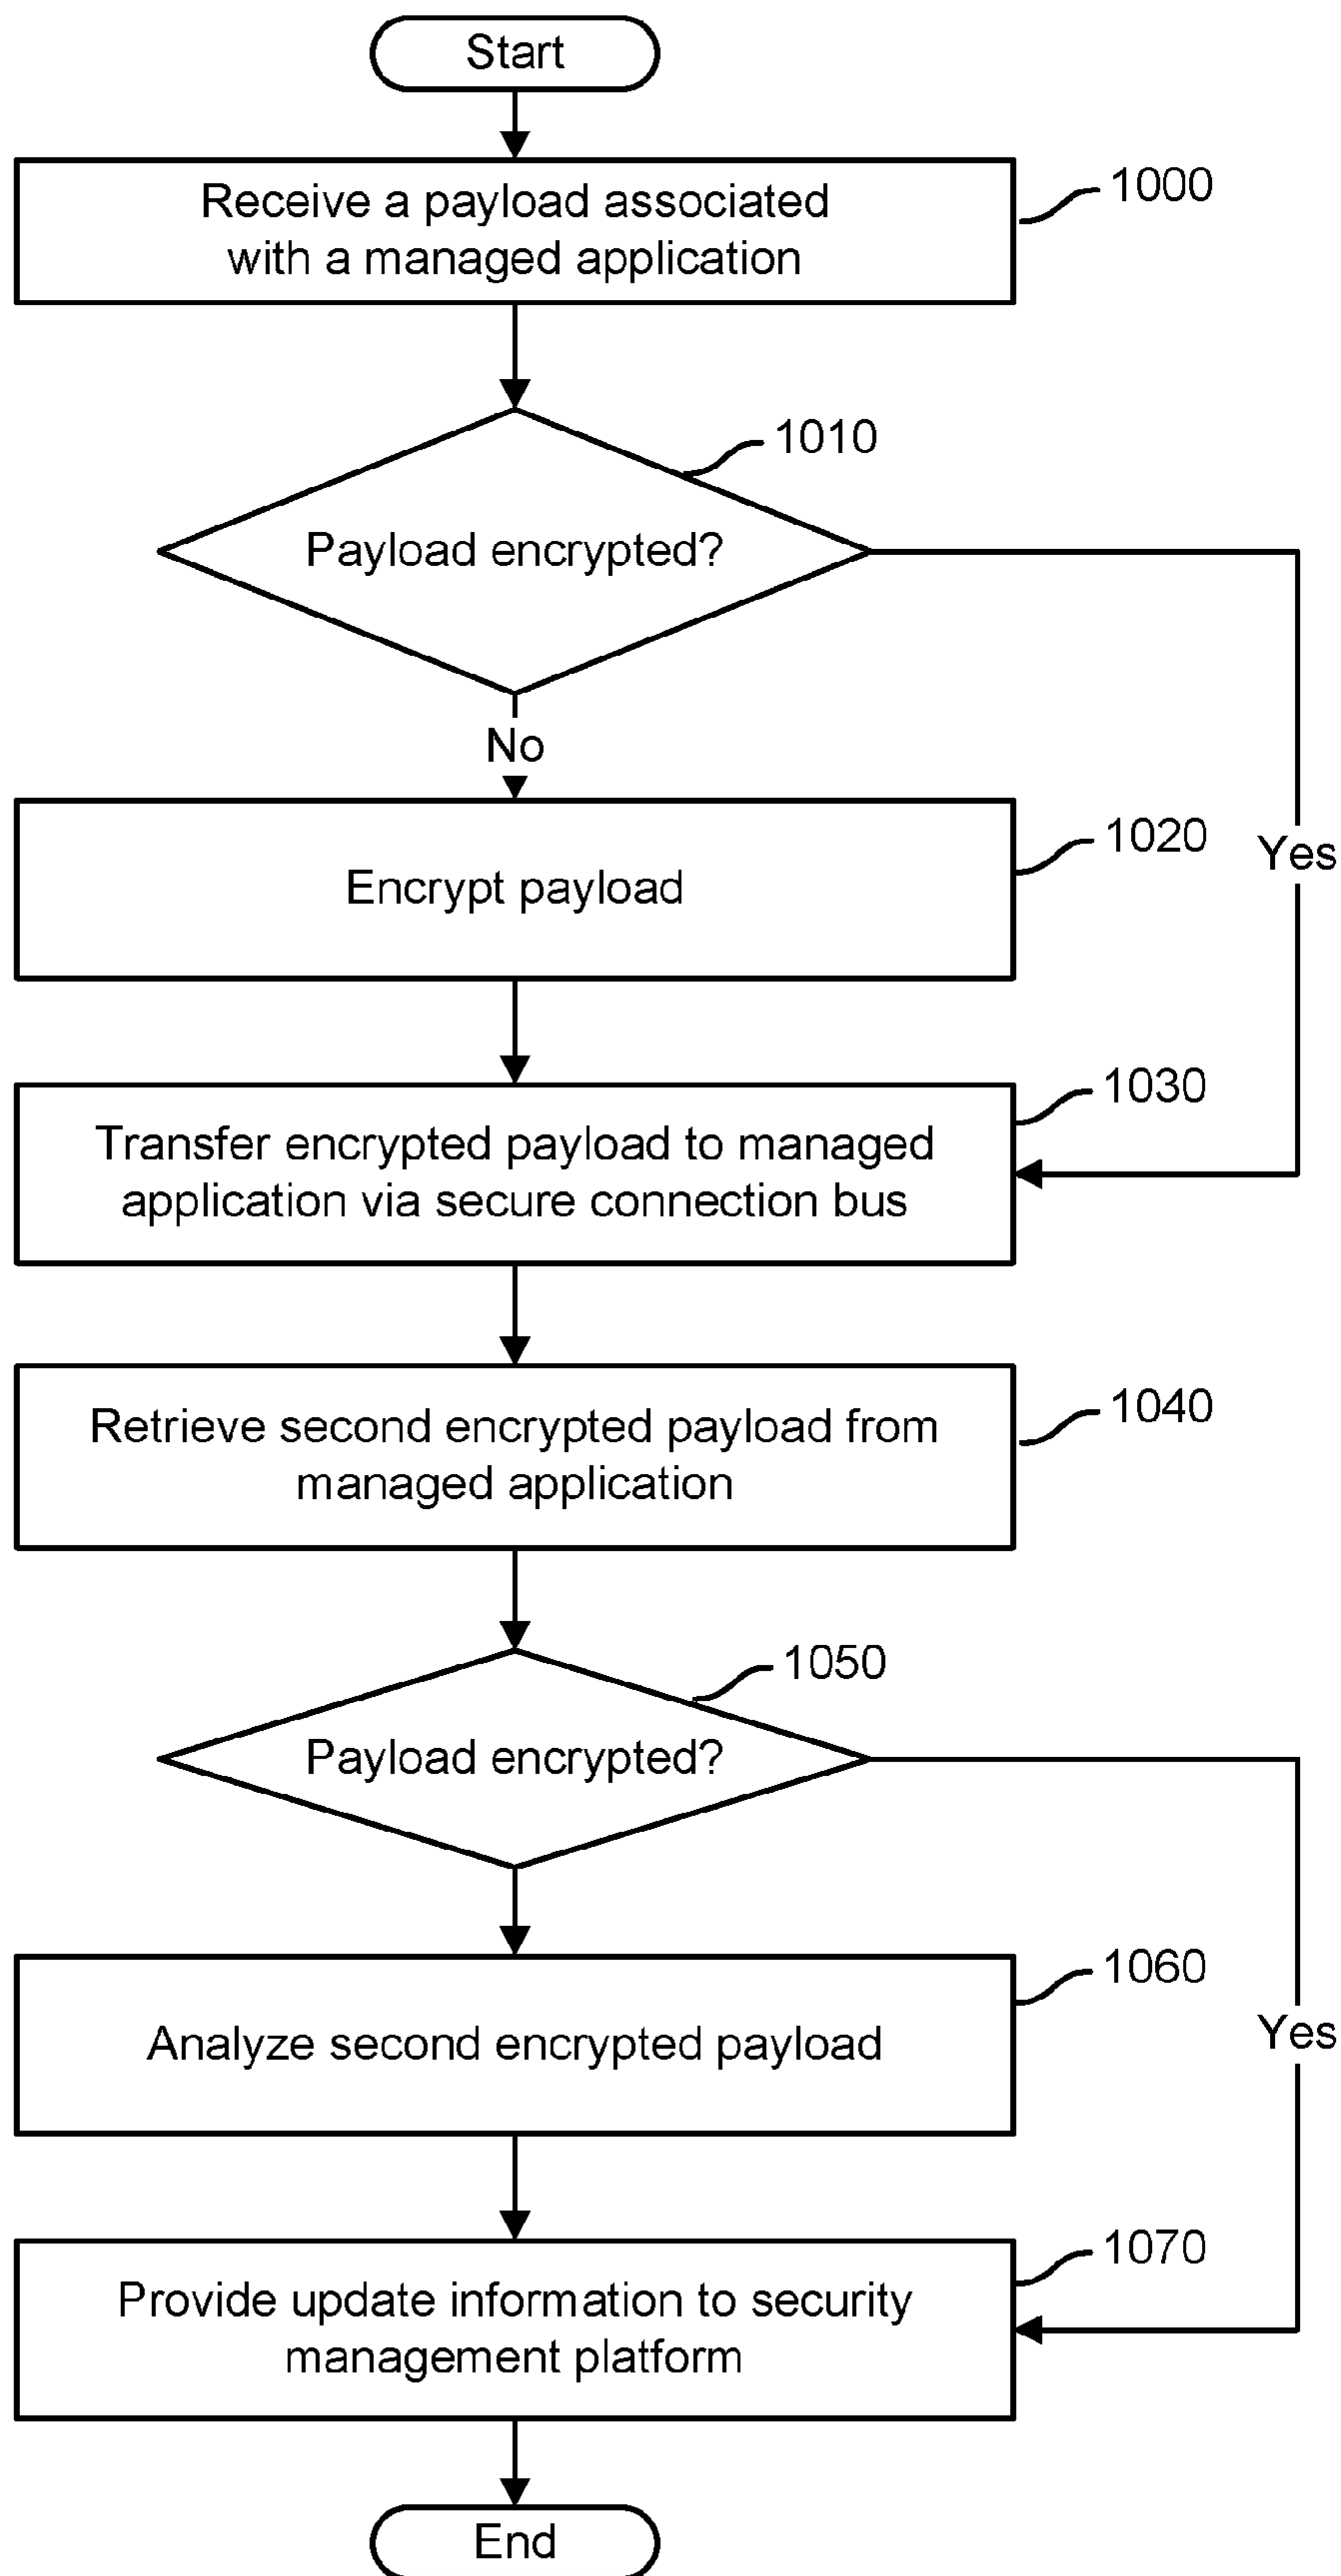 Start
Receive a payload associated
with a managed application
1000
1010
Payload encrypted?
No
Encrypt payload
1020
Yes
1030
Transfer encrypted payload to managed
application via secure connection bus
Retrieve second encrypted payload from
managed application
1040
1050
Payload encrypted?
1060
Analyze second encrypted payload
Yes
1070
Provide update information to security
management platform
End